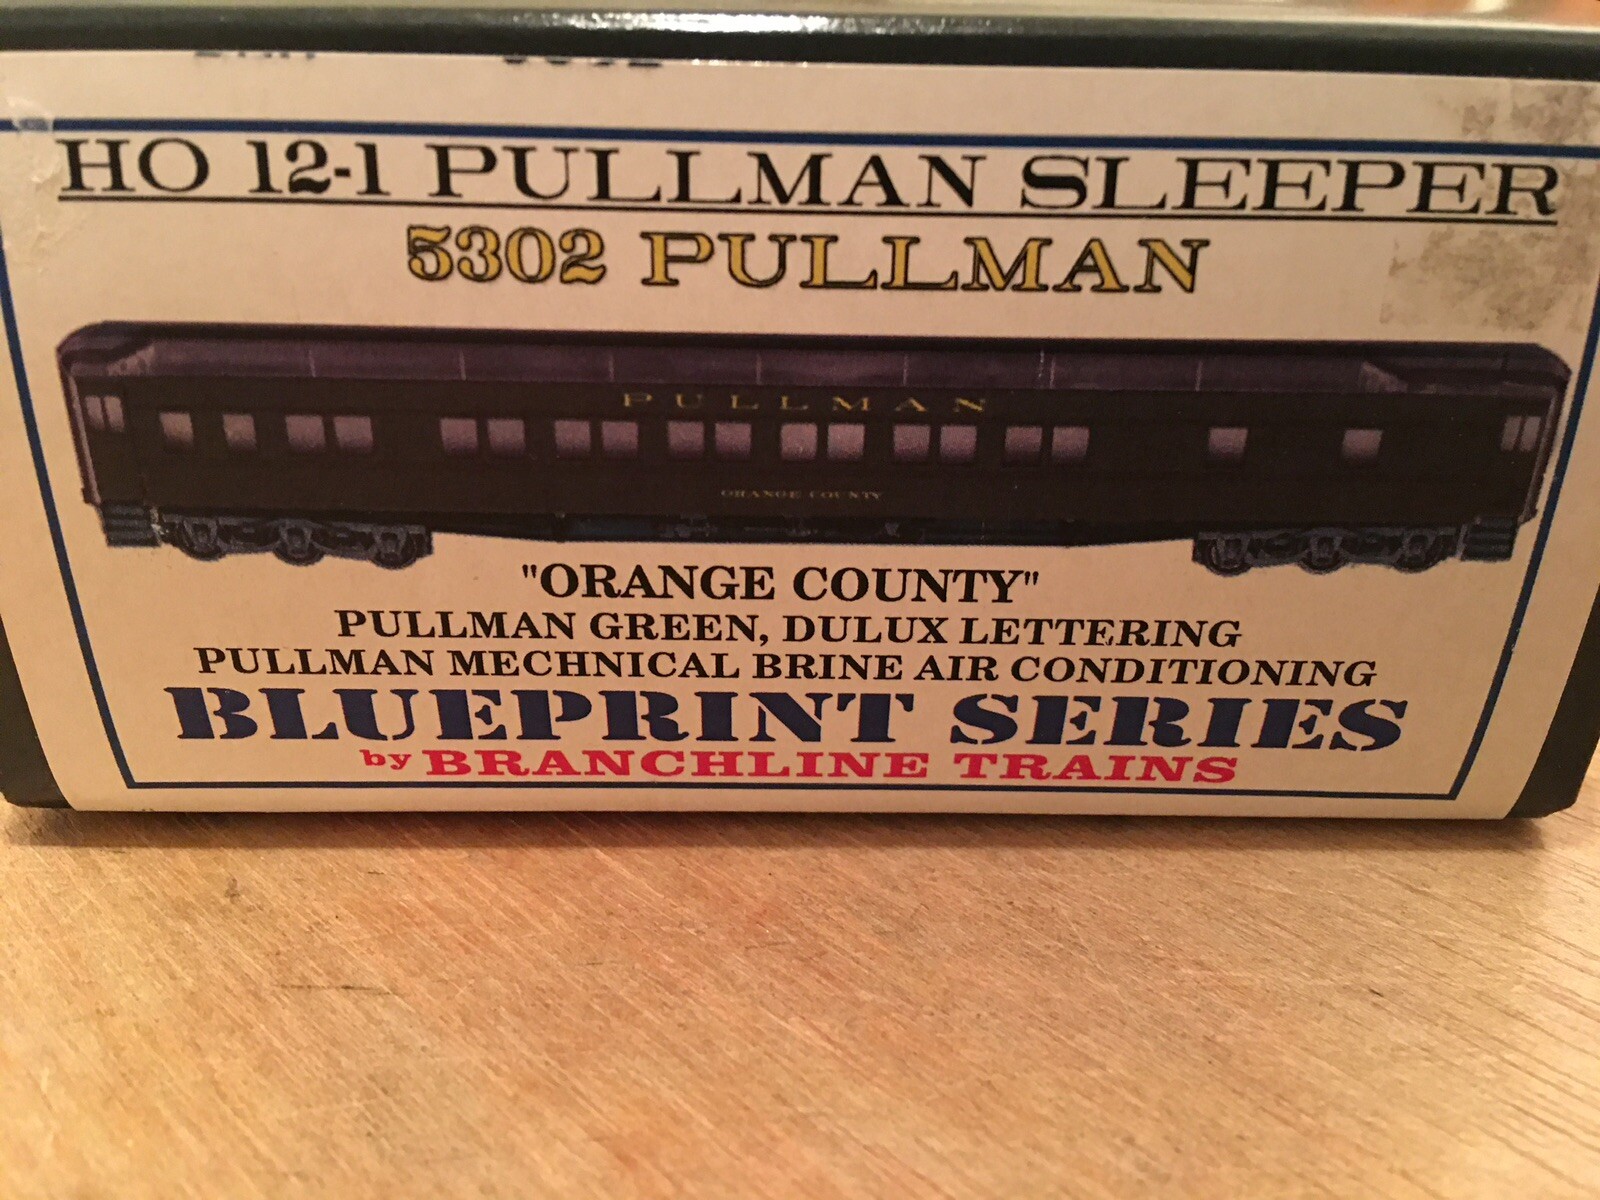 HO 12-1 PULLMAN SLEEPER
5302 PULLMAN
PULLMAN
ORANGE COUNTY
"ORANGE COUNTY"
PULLMAN GREEN, DULUX LETTERING
PULLMAN MECHNICAL BRINE AIR CONDITIONING
BLUEPRINT SERIES
by BRANCHLINE TRAINS